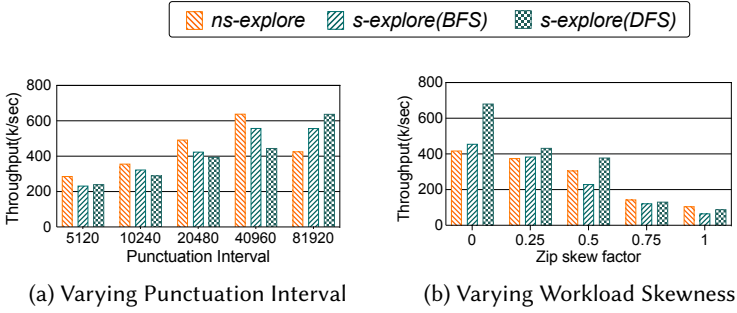 ns-explore s-explore(BFS) s-explore(DFS)
Throughput(k/sec)
800
600
400
200
0
5120 10240 20480 40960 81920
Punctuation Interval
(a) Varying Punctuation Interval
Throughput(k/sec)
800
600
400
200
0
0 0.25 0.5 0.75 1
Zip skew factor
(b) Varying Workload Skewness